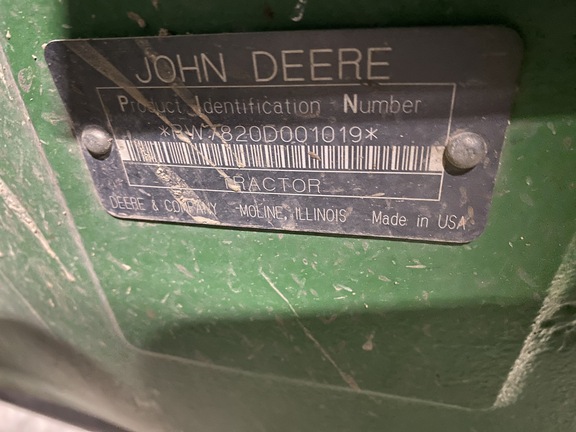 JOHN DEERE
Product Identification Number
*RW7820D001019*
TRACTOR
DEERE & COMPANY MOLINE, ILLINOIS Made in USA